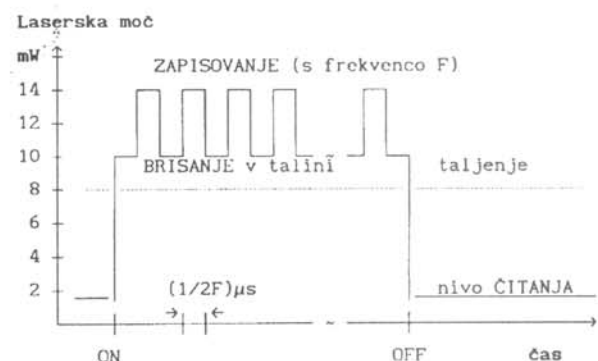 Laserska moč
mW
ZAPISOVANJE (s frekvenco F)
14
12
10
BRISANJE v talini
taljenje
8
6
4
2
(1/2F)μs
nivo ČITANJA
~
~
ON
OFF
čas